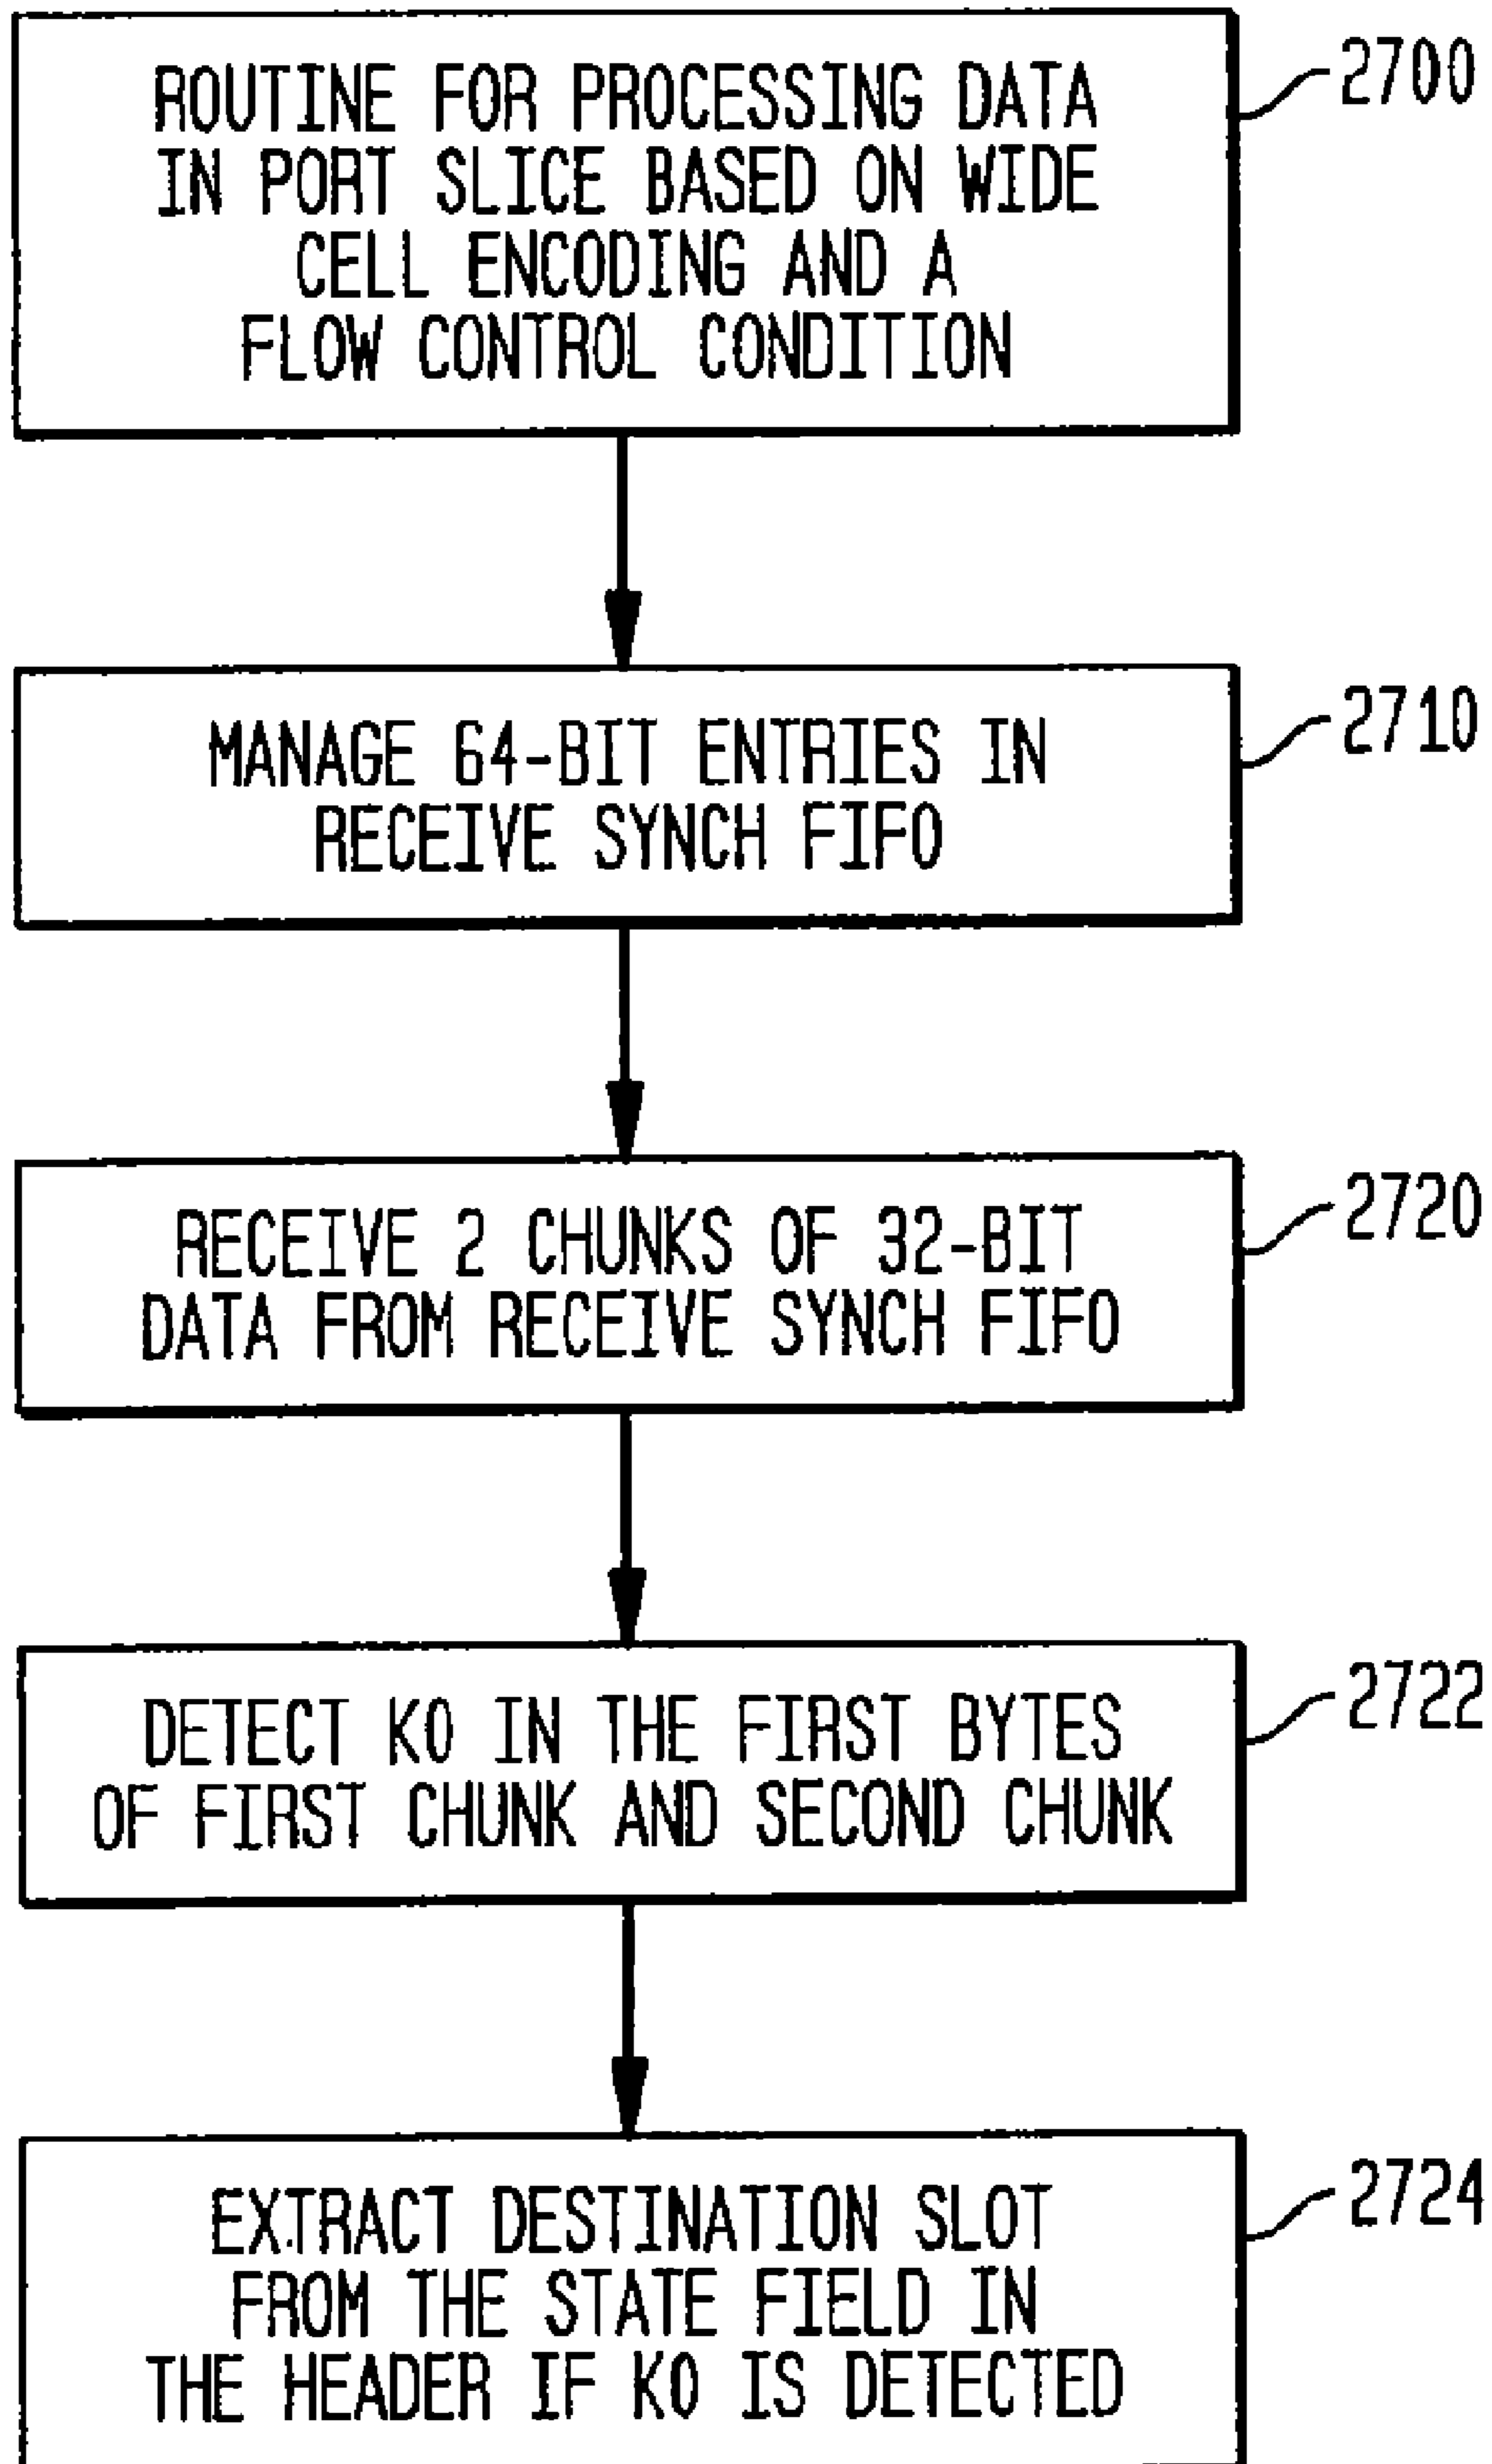 ROUTINE FOR PROCESSING DATA
IN PORT SLICE BASED ON WIDE
CELL ENCODING AND A
FLOW CONTROL CONDITION
2700
MANAGE 64-BIT ENTRIES IN
RECEIVE SYNCH FIFO
2710
RECEIVE 2 CHUNKS OF 32-BIT
DATA FROM RECEIVE SYNCH FIFO
2720
DETECT K0 IN THE FIRST BYTES
OF FIRST CHUNK AND SECOND CHUNK
2722
EXTRACT DESTINATION SLOT
FROM THE STATE FIELD IN
THE HEADER IF K0 IS DETECTED
2724